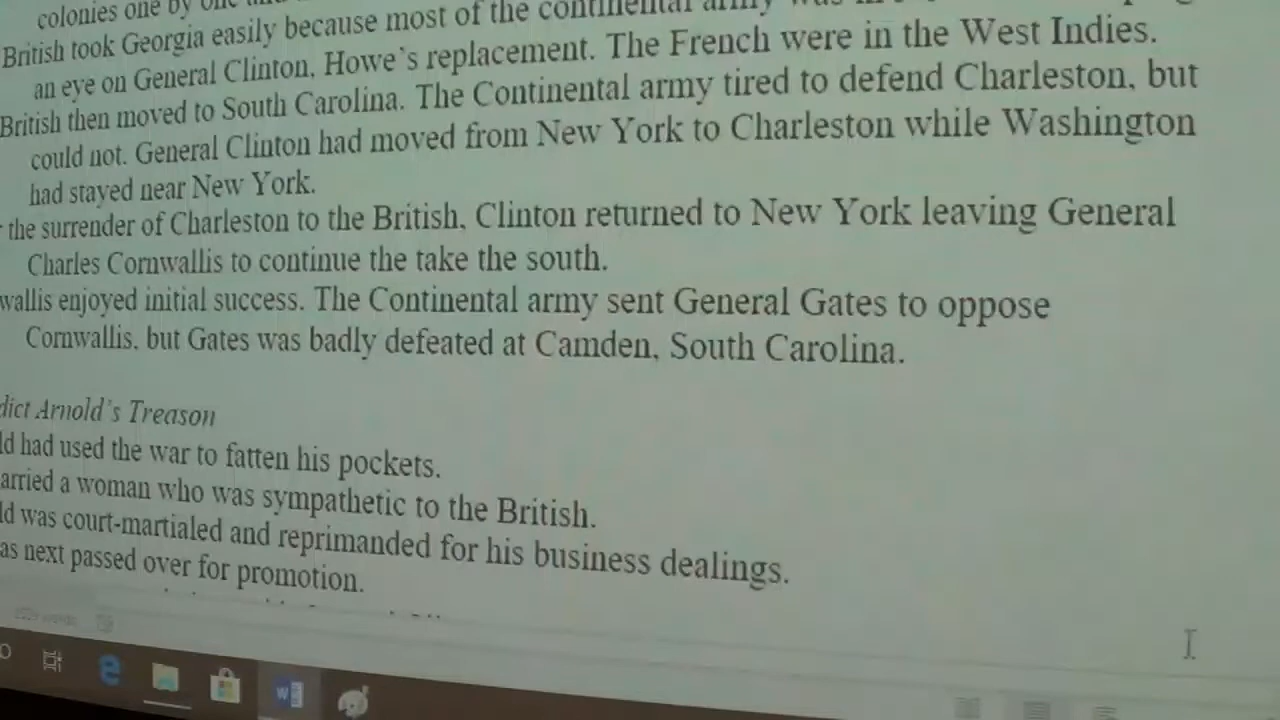 colonies one by one
British took Georgia easily because most of the continental army was in
an eye on General Clinton, Howe's replacement. The French were in the West Indies.
British then moved to South Carolina. The Continental army tired to defend Charleston, but
could not. General Clinton had moved from New York to Charleston while Washington
had stayed near New York.
the surrender of Charleston to the British, Clinton returned to New York leaving General
Charles Cornwallis to continue the take the south.
wallis enjoyed initial success. The Continental army sent General Gates to oppose
Cornwallis, but Gates was badly defeated at Camden, South Carolina.
dict Arnold's Treason
ld had used the war to fatten his pockets.
arried a woman who was sympathetic to the British.
ld was court-martialed and reprimanded for his business dealings.
as next passed over for promotion.